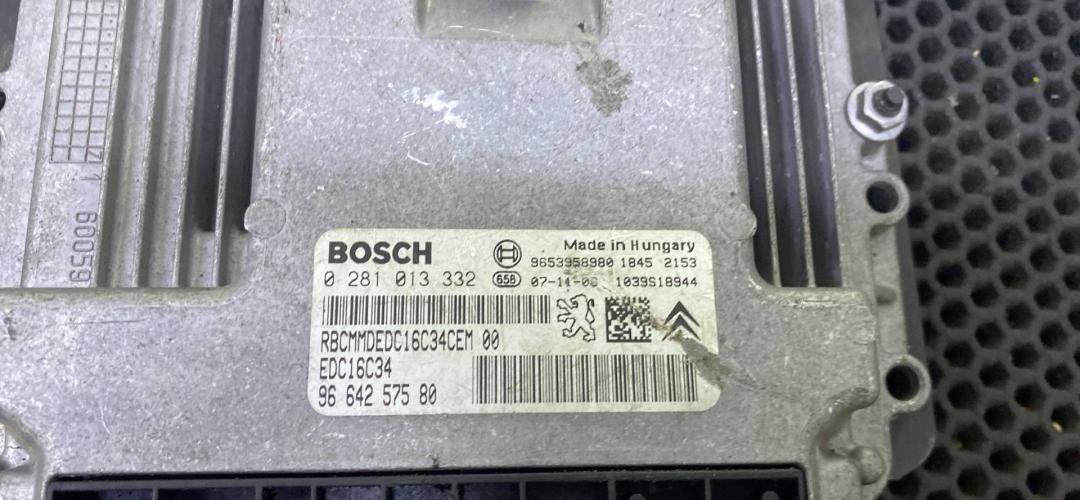 BOSCH
Made in Hungary
9653958980 1845 2153
0 281 013 332
658
07-11-08 1039S18944
RBCMMDEDC16C34CEM 00
EDC16C34
96 642 575 80